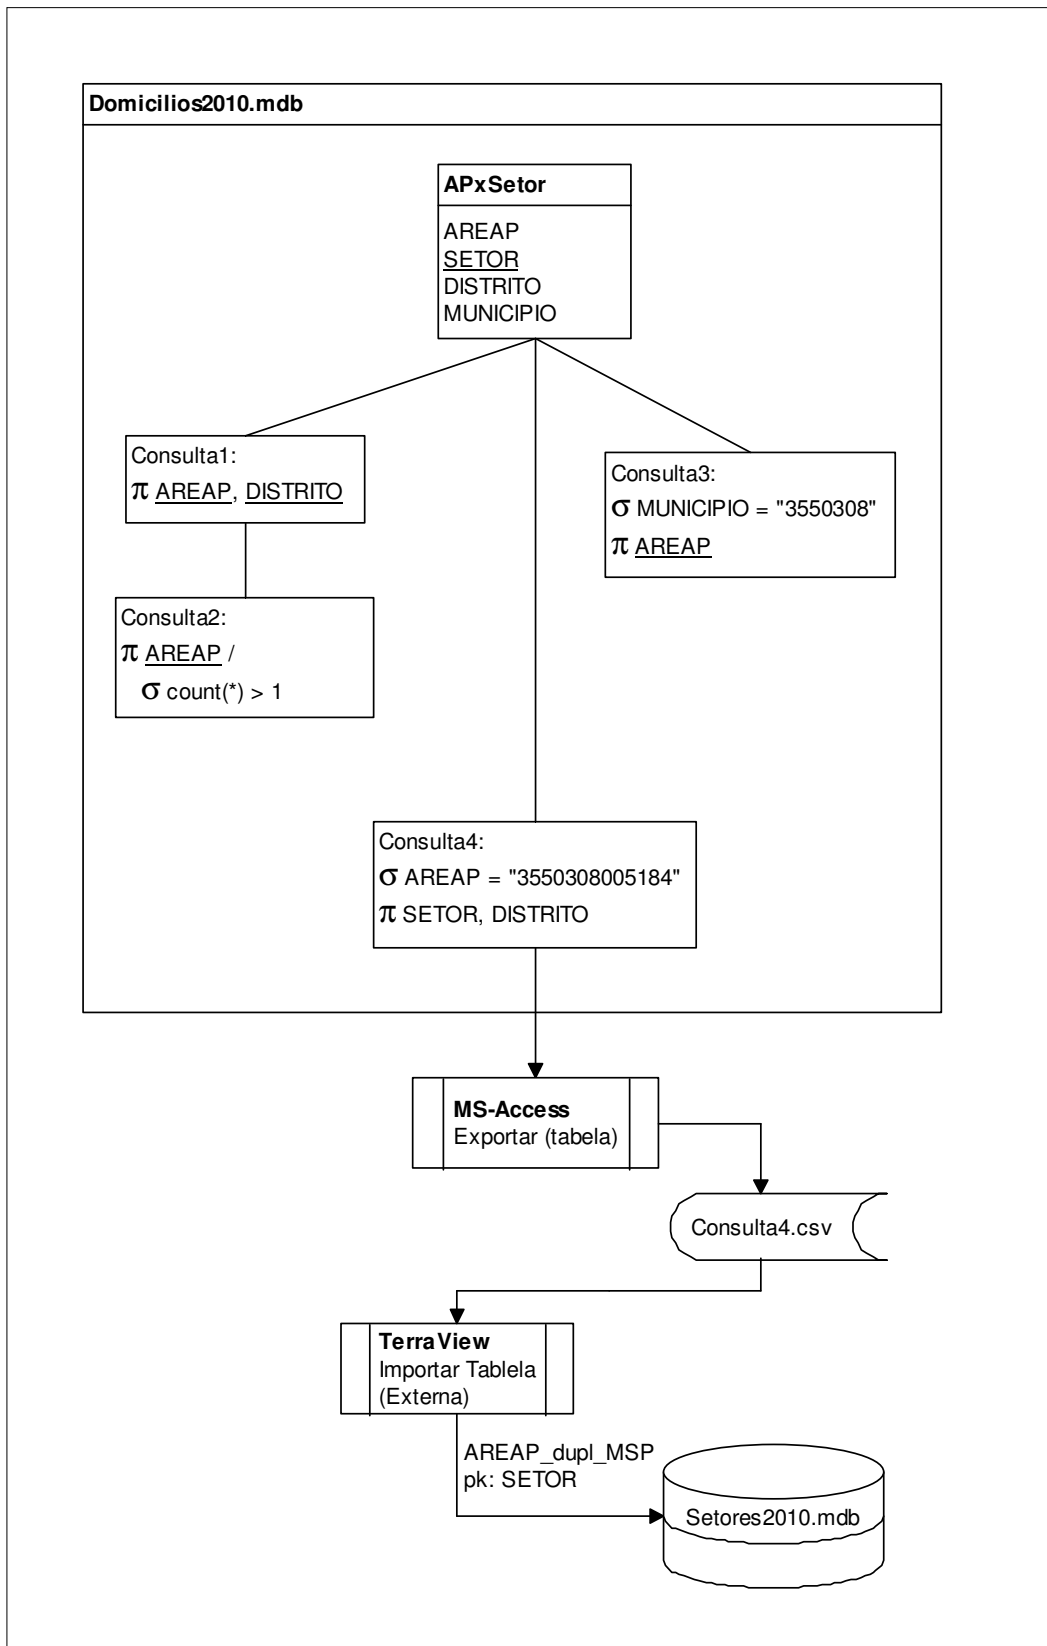 Domicilios2010.mdb
APxSetor
AREAP
SETOR
DISTRITO
MUNICIPIO
Consulta1:
π AREAP, DISTRITO
Consulta3:
σ MUNICIPIO = "3550308"
π AREAP
Consulta2:
π AREAP /
σ count(*) > 1
Consulta4:
σ AREAP = "3550308005184"
π SETOR, DISTRITO
MS-Access
Exportar (tabela)
Consulta4.csv
TerraView
Importar Tablela
(Externa)
AREAP_dupl_MSP
pk: SETOR
Setores2010.mdb